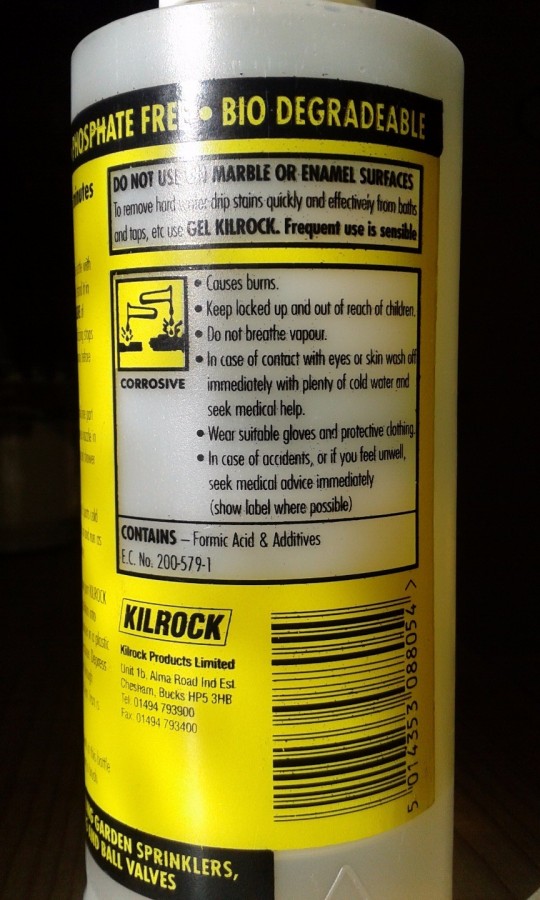 PHOSPHATE FREE • BIO DEGRADEABLE
minutes
DO NOT USE ON MARBLE OR ENAMEL SURFACES
To remove hard water drip stains quickly and effectively from baths
and taps, etc use GEL KILROCK. Frequent use is sensible
• Causes burns.
• Keep locked up and out of reach of children.
• Do not breathe vapour.
• In case of contact with eyes or skin wash off
immediately with plenty of cold water and
seek medical help.
• Wear suitable gloves and protective clothing.
• In case of accidents, or if you feel unwell,
seek medical advice immediately
(show label where possible)
CORROSIVE
CONTAINS – Formic Acid & Additives
E.C. No. 200-579-1
KILROCK
Kilrock Products Limited
Unit 1b, Alma Road Ind Est
Chesham, Bucks HP5 3HB
Tel: 01494 793900
Fax: 01494 793400
5 014353 088054 >
GARDEN SPRINKLERS,
AND BALL VALVES